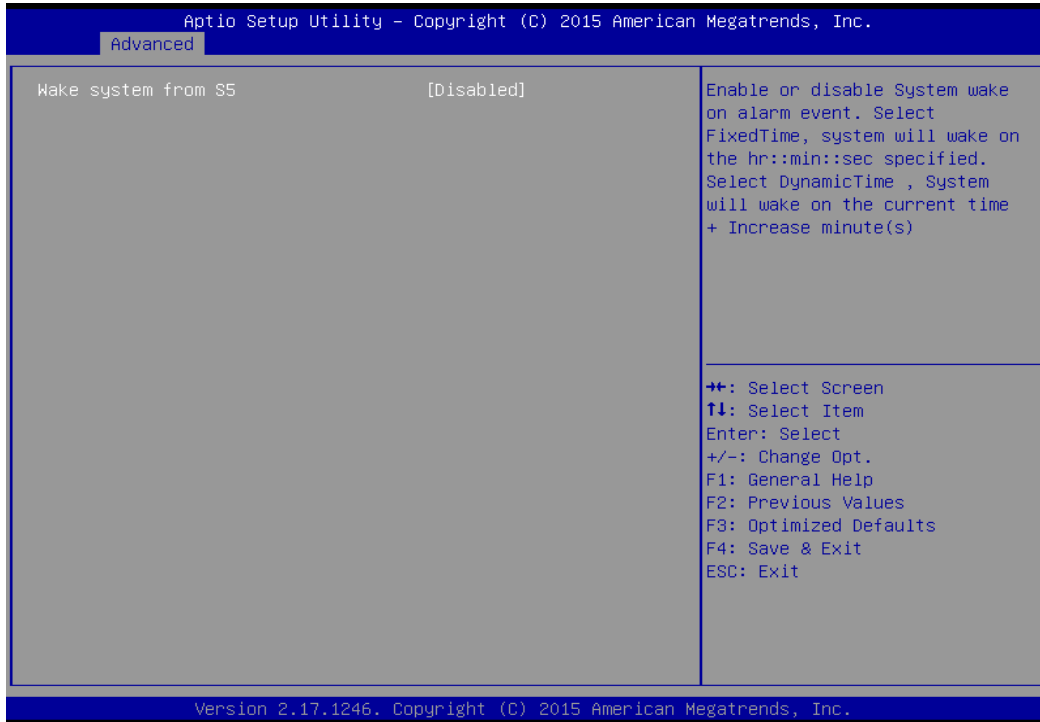 Aptio Setup Utility – Copyright (C) 2015 American Megatrends, Inc.
Advanced
Wake system from S5 [Disabled]
Enable or disable System wake
on alarm event. Select
FixedTime, system will wake on
the hr::min::sec specified.
Select DynamicTime , System
will wake on the current time
+ Increase minute(s)
→←: Select Screen
↑↓: Select Item
Enter: Select
+/-: Change Opt.
F1: General Help
F2: Previous Values
F3: Optimized Defaults
F4: Save & Exit
ESC: Exit
Version 2.17.1246. Copyright (C) 2015 American Megatrends, Inc.